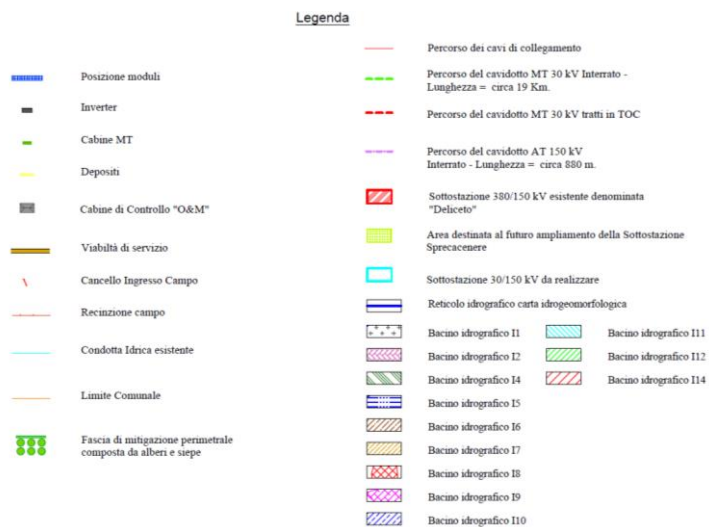 Legenda
Posizione moduli
Inverter
Cabine MT
Depositi
Cabine di Controllo "O&M"
Viabiltà di servizio
Cancello Ingresso Campo
Recinzione campo
Condotta Idrica esistente
Limite Comunale
Fascia di mitigazione perimetrale
composta da alberi e siepe
Percorso dei cavi di collegamento
Percorso del cavidotto MT 30 kV Interrato -
Lunghezza = circa 19 Km.
Percorso del cavidotto MT 30 kV tratti in TOC
Percorso del cavidotto AT 150 kV
Interrato - Lunghezza = circa 880 m.
Sottostazione 380/150 kV esistente denominata
"Deliceto"
Area destinata al futuro ampliamento della Sottostazione
Sprecacenere
Sottostazione 30/150 kV da realizzare
Reticolo idrografico carta idrogeomorfologica
Bacino idrografico I1
Bacino idrografico I2
Bacino idrografico I4
Bacino idrografico I5
Bacino idrografico I6
Bacino idrografico I7
Bacino idrografico I8
Bacino idrografico I9
Bacino idrografico I10
Bacino idrografico I11
Bacino idrografico I12
Bacino idrografico I14